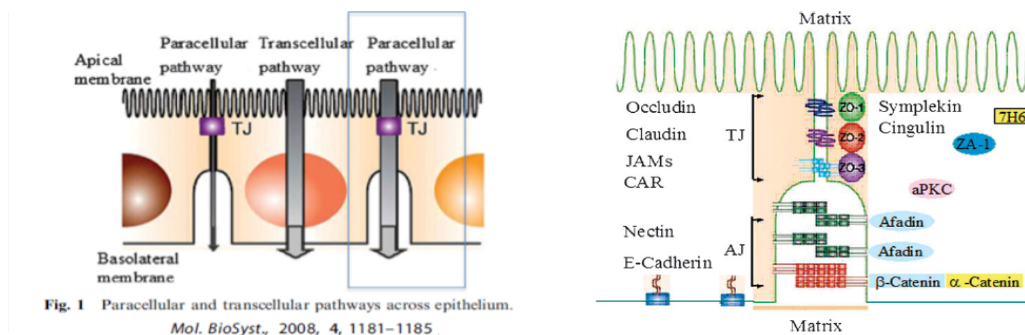 Paracellular pathway
Transcellular pathway
Paracellular pathway
Apical membrane
TJ
TJ
Basolateral membrane
Fig. 1 Paracellular and transcellular pathways across epithelium.
Mol. BioSyst., 2008, 4, 1181–1185
Matrix
Occludin
Claudin
JAMs
CAR
TJ
ZO-1
ZO-2
ZO-3
Symplekin
Cingulin
7H6
ZA-1
aPKC
Nectin
E-Cadherin
AJ
Afadin
Afadin
β-Catenin
α-Catenin
Matrix